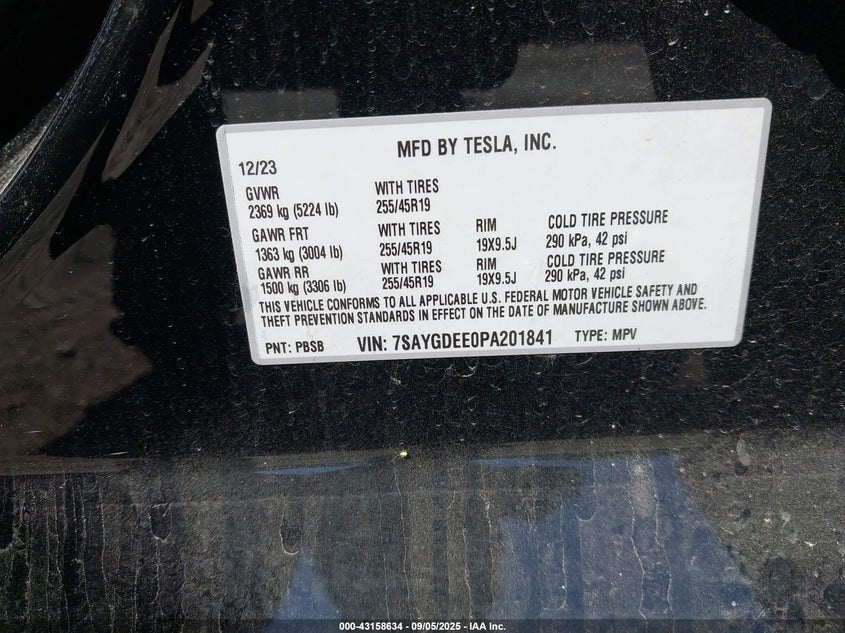 MFD BY TESLA, INC.
12/23
GVWR WITH TIRES
2369 kg (5224 lb) 255/45R19
GAWR FRT WITH TIRES RIM COLD TIRE PRESSURE
1363 kg (3004 lb) 255/45R19 19X9.5J 290 kPa, 42 psi
GAWR RR WITH TIRES RIM COLD TIRE PRESSURE
1500 kg (3306 lb) 255/45R19 19X9.5J 290 kPa, 42 psi
THIS VEHICLE CONFORMS TO ALL APPLICABLE U.S. FEDERAL MOTOR VEHICLE SAFETY AND
THEFT PREVENTION STANDARDS IN EFFECT ON THE DATE OF MANUFACTURE SHOWN ABOVE.
PNT: PBSB VIN: 7SAYGDEE0PA201841 TYPE: MPV
000-43158634 - 09/05/2025 - IAA Inc.